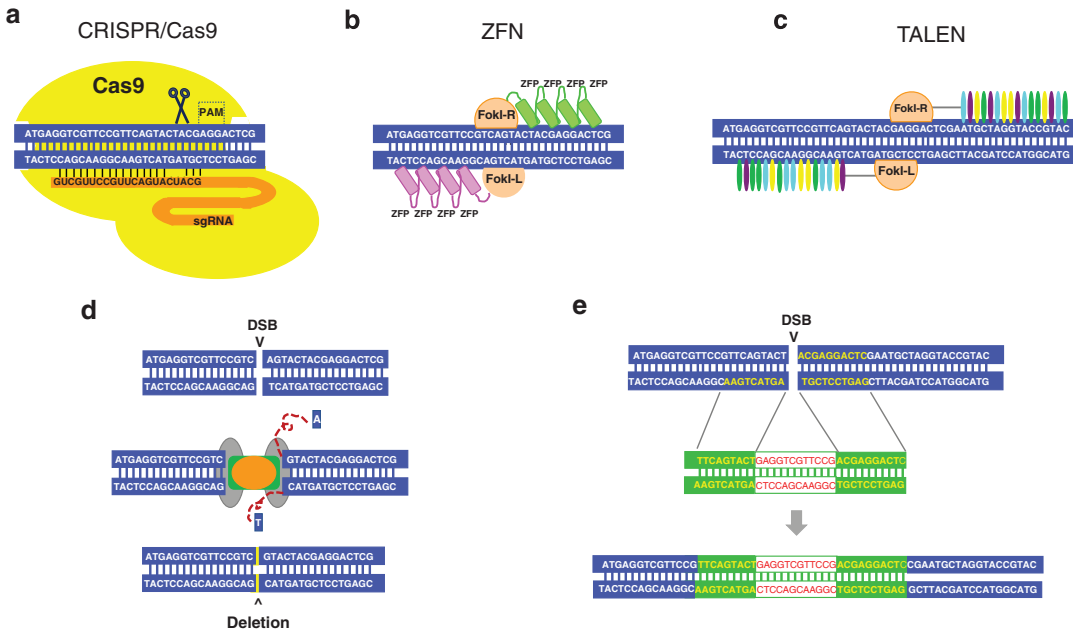 a
CRISPR/Cas9
Cas9
PAM
ATGAGGTCGTTCCGTTCAGTACTACGAGGACTCG
TACTCCAGCAAGGCAAGTCATGATGCTCCTGAGC
GUCGUUCCGUUCAGUACUACG
sgRNA
b
ZFN
ZFP ZFP ZFP ZFP
FokI-R
ATGAGGTCGTTCCGTCAGTACTACGAGGACTCG
TACTCCAGCAAGGCAGTCATGATGCTCCTGAGC
FokI-L
ZFP ZFP ZFP ZFP
c
TALEN
FokI-R
ATGAGGTCGTTCCGTTCAGTACTACGAGGACTCGAATGCTAGGTACCGTAC
TACTCCAGCAAGGCAAGTCATGATGCTCCTGAGCTTACGATCCATGGCATG
FokI-L
d
DSB
V
ATGAGGTCGTTCCGTC AGTACTACGAGGACTCG
TACTCCAGCAAGGCAG TCATGATGCTCCTGAGC
A
ATGAGGTCGTTCCGTC GTACTACGAGGACTCG
TACTCCAGCAAGGCAG CATGATGCTCCTGAGC
T
ATGAGGTCGTTCCGTC GTACTACGAGGACTCG
TACTCCAGCAAGGCAG CATGATGCTCCTGAGC
^
Deletion
e
DSB
V
ATGAGGTCGTTCCGTTCAGTACT ACGAGGACTCGAATGCTAGGTACCGTAC
TACTCCAGCAAGGCAAGTCATGA TGCTCCTGAGCTTACGATCCATGGCATG
TTCAGTACTGAGGTCGTTCCGACGAGGACTC
AAGTCATGACTCCAGCAAGGCTGCTCCTGAG
ATGAGGTCGTTCCGTTCAGTACTGAGGTCGTTCCGACGAGGACTCCGAATGCTAGGTACCGTAC
TACTCCAGCAAGGCAAGTCATGACTCCAGCAAGGCTGCTCCTGAGGCTTACGATCCATGGCATG